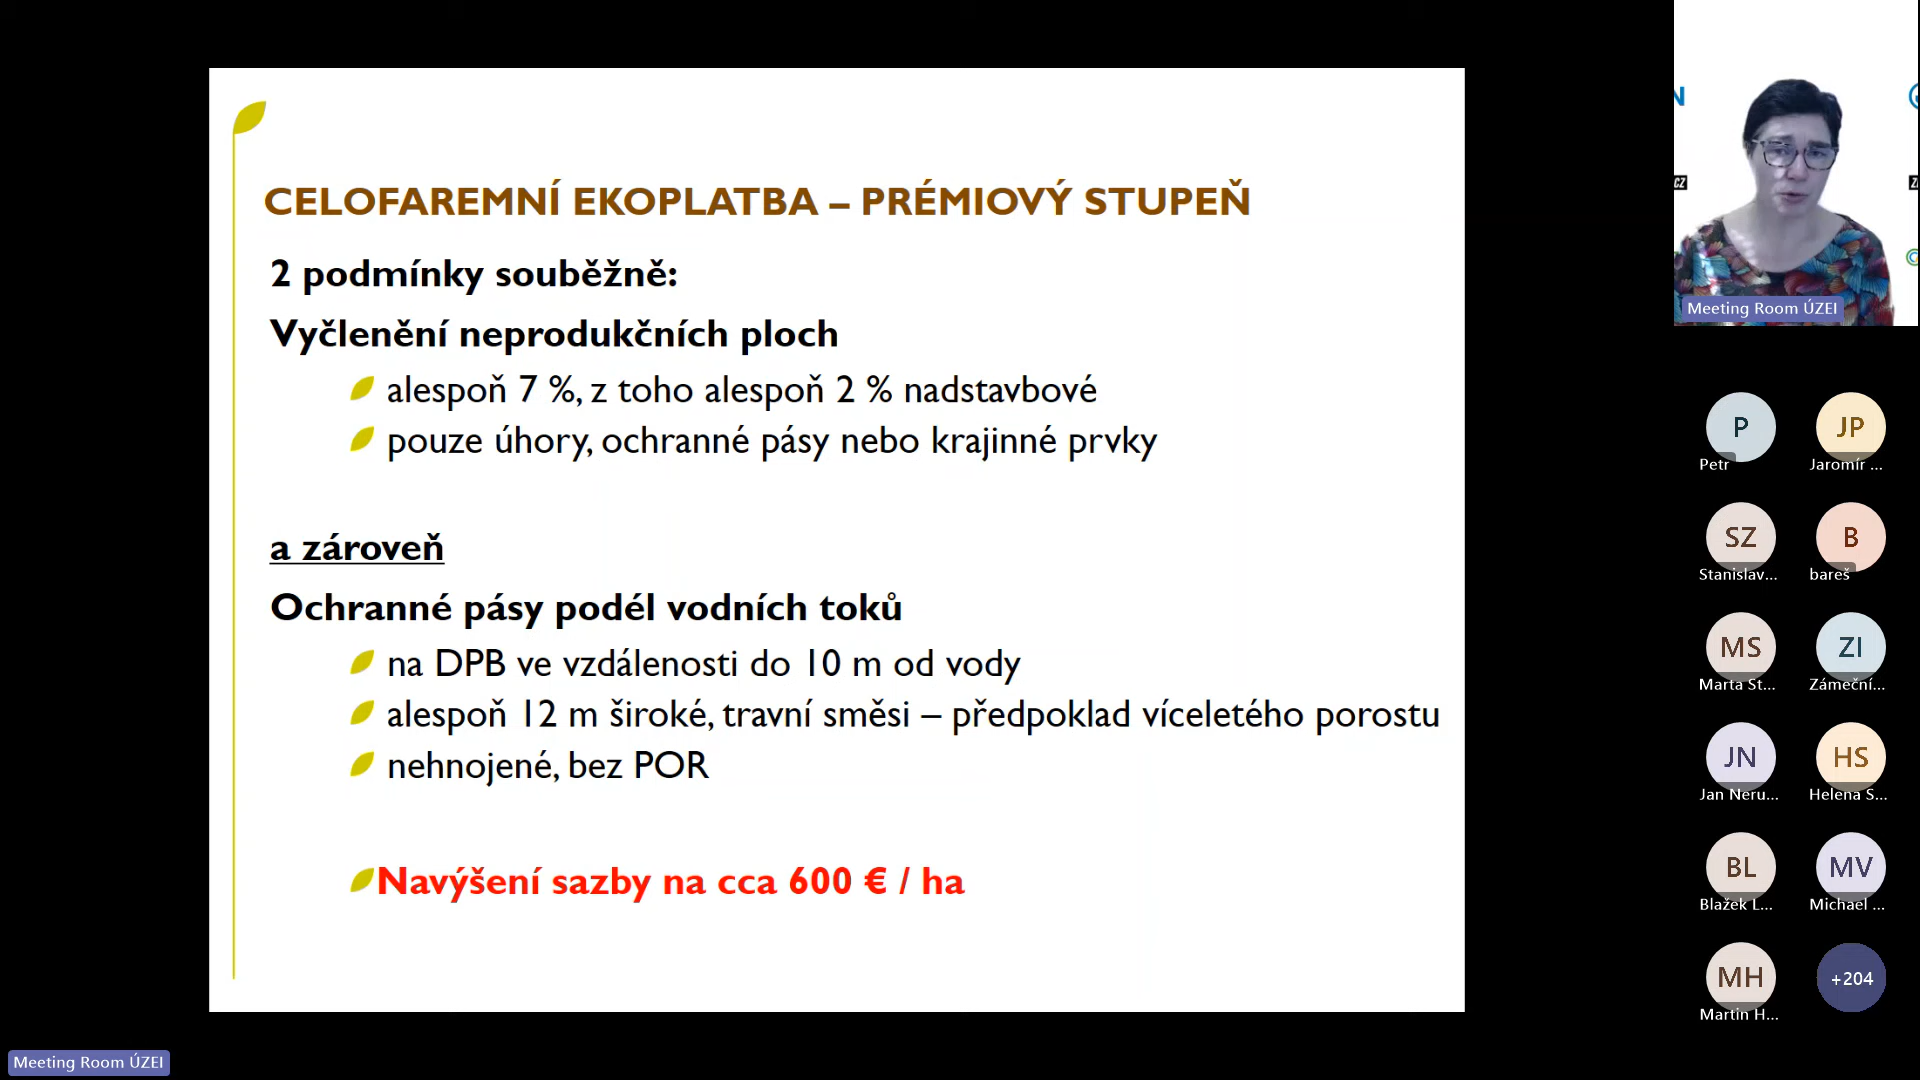 CELOFAREMNÍ EKOPLATBA – PRÉMIOVÝ STUPEŇ
2 podmínky souběžně:
Vyčlenění neprodukčních ploch
alespoň 7 %, z toho alespoň 2 % nadstavbové
pouze úhory, ochranné pásy nebo krajinné prvky
a zároveň
Ochranné pásy podél vodních toků
na DPB ve vzdálenosti do 10 m od vody
alespoň 12 m široké, travní směsi – předpoklad víceletého porostu
nehnojené, bez POR
Navýšení sazby na cca 600 € / ha
Meeting Room ÚZEI
P
Petr
JP
Jaromír ...
SZ
Stanislav...
B
bareš
MS
Marta St...
ZI
Zámeční...
JN
Jan Neru...
HS
Helena S...
BL
Blažek L...
MV
Michael ...
MH
Martin H...
+204
Meeting Room ÚZEI